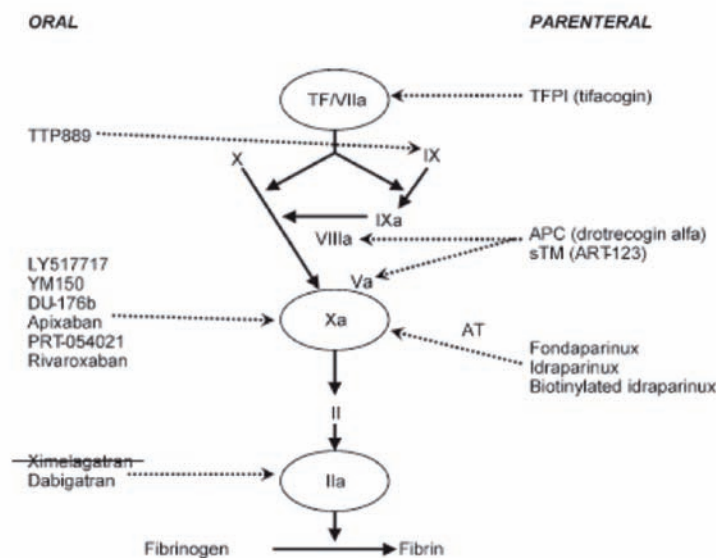 ORAL
PARENTERAL
TF/VIIa
TFPI (tifacogin)
TTP889
X
IX
IXa
VIIIa
APC (drotrecogin alfa)
sTM (ART-123)
Va
LY517717
YM150
DU-176b
Apixaban
PRT-054021
Rivaroxaban
Xa
AT
Fondaparinux
Idraparinux
Biotinylated idraparinux
II
Ximelagatran
Dabigatran
IIa
Fibrinogen
Fibrin